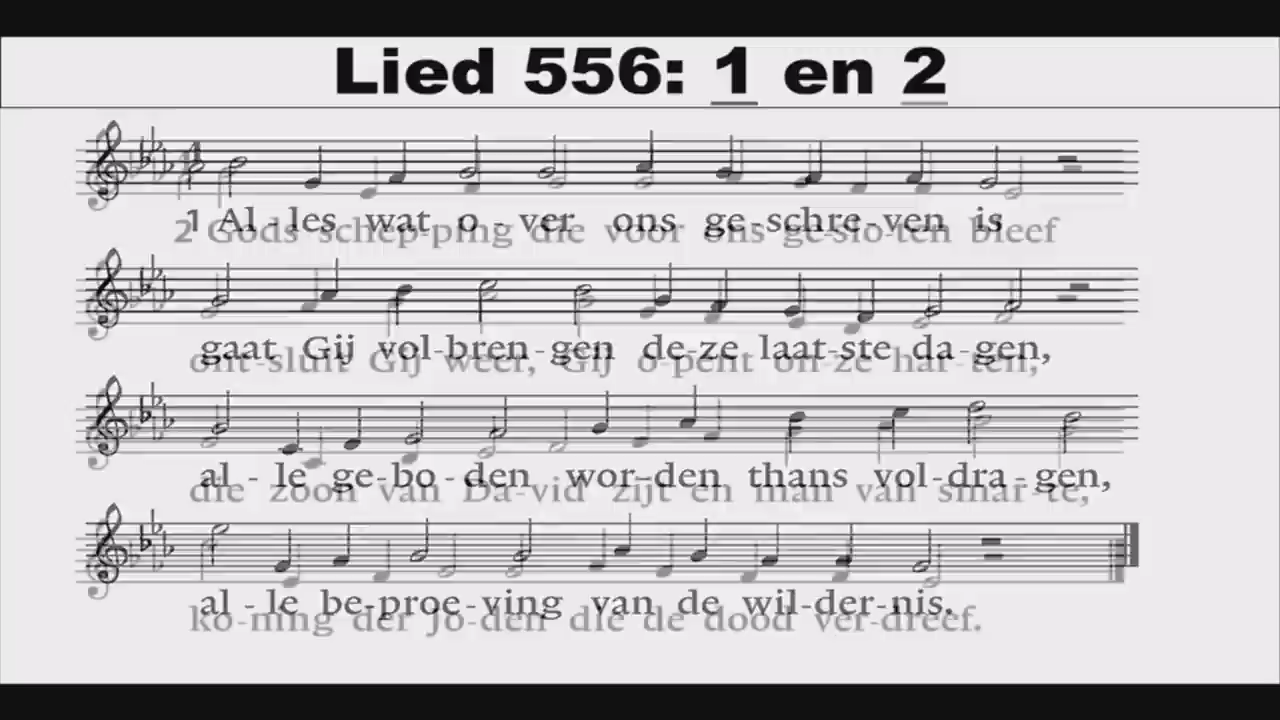 Lied 556: 1 en 2
1 Al - les wat o - ver ons ge-schre-ven is
2 Gods schep-ping die voor ons ge-slo-ten bleef
gaat Gij vol-bren-gen de-ze laat-ste da-gen,
ont-sluit Gij weer, Gij o-pent on-ze har-ten,
al - le ge-bo-den wor-den thans vol-dra-gen,
die zoon van Da-vid zijt en man van smar-te,
al - le be-proe-ving van de wil-der-nis.
ko-ning der Jo-den die de dood ver-dreef.